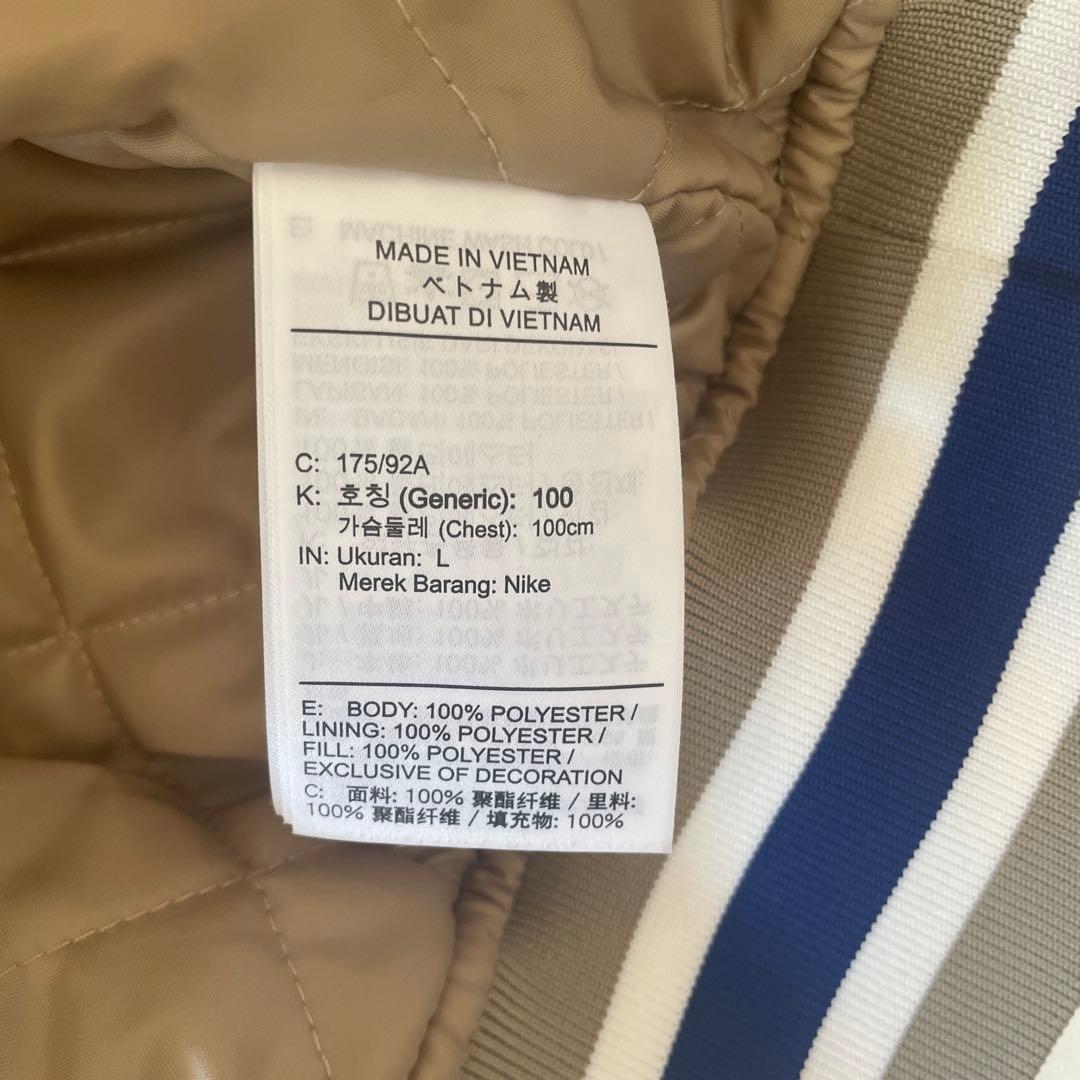 MADE IN VIETNAM
ベトナム製
DIBUAT DI VIETNAM
C: 175/92A
K: 호칭 (Generic): 100
가슴둘레 (Chest): 100cm
IN: Ukuran: L
Merek Barang: Nike
E: BODY: 100% POLYESTER /
LINING: 100% POLYESTER /
FILL: 100% POLYESTER /
EXCLUSIVE OF DECORATION
C: 面料: 100% 聚酯纤维 / 里料:
100% 聚酯纤维 / 填充物: 100%